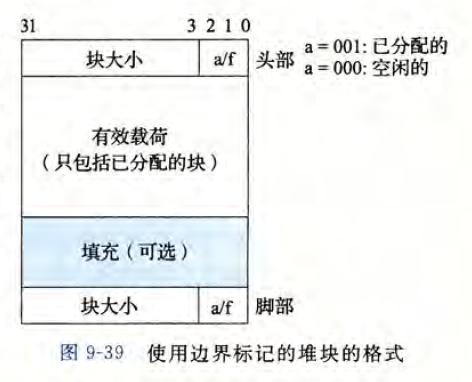 31 3 2 1 0
块大小 a/f 头部 a = 001: 已分配的
a = 000: 空闲的
有效载荷
（只包括已分配的块）
填充（可选）
块大小 a/f 脚部
图 9-39 使用边界标记的堆块的格式